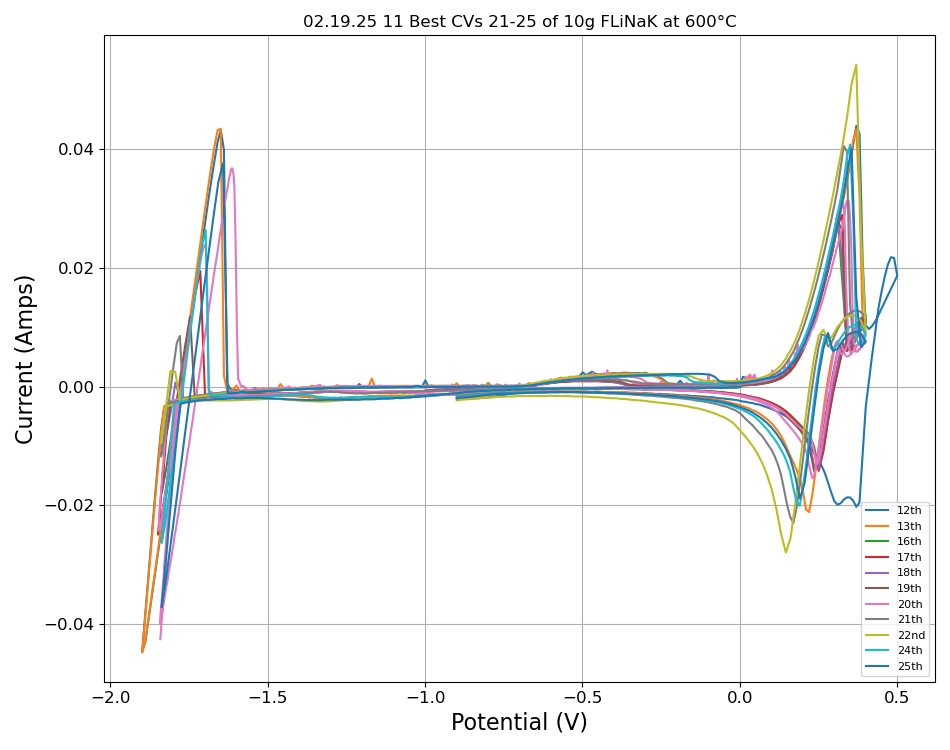 02.19.25 11 Best CVs 21-25 of 10g FLiNaK at 600°C
Current (Amps)
0.04
0.02
0.00
−0.02
−0.04
12th
13th
16th
17th
18th
19th
20th
21th
22nd
24th
25th
−2.0 −1.5 −1.0 −0.5 0.0 0.5
Potential (V)